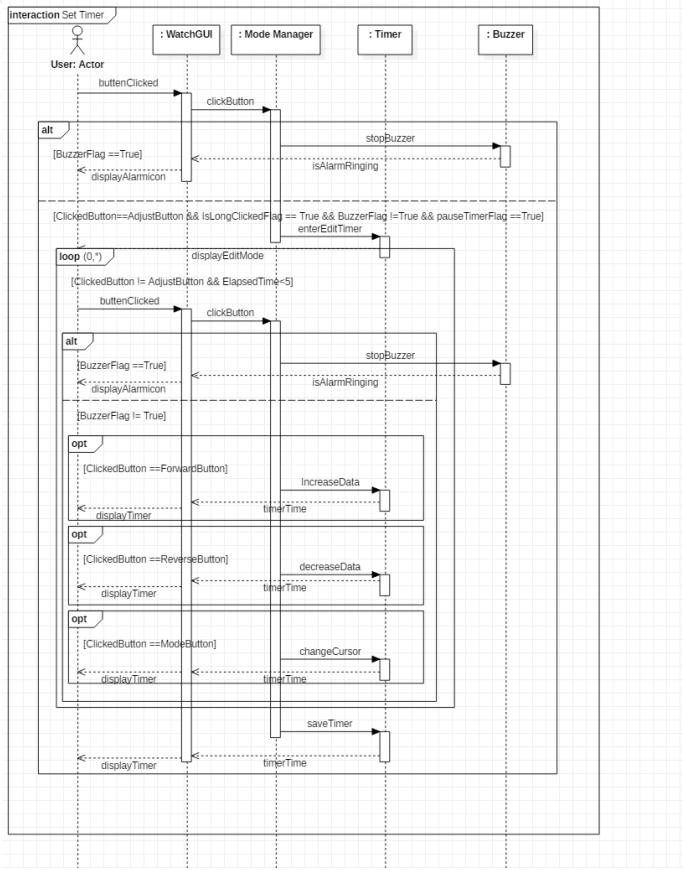 interaction Set Timer
: WatchGUI
: Mode Manager
: Timer
: Buzzer
User: Actor
buttenClicked
clickButton
alt
stopBuzzer
[BuzzerFlag ==True]
isAlarmRinging
displayAlarmicon
[ClickedButton==AdjustButton && IsLongClickedFlag == True && BuzzerFlag !=True && pauseTimerFlag==True]
enterEditTimer
loop (0,*)
displayEditMode
[ClickedButton != AdjustButton && ElapsedTime<5]
buttenClicked
clickButton
alt
stopBuzzer
[BuzzerFlag ==True]
isAlarmRinging
displayAlarmicon
[BuzzerFlag != True]
opt
[ClickedButton ==ForwardButton]
IncreaseData
timerTime
displayTimer
opt
[ClickedButton ==ReverseButton]
decreaseData
timerTime
displayTimer
opt
[ClickedButton ==ModeButton]
changeCursor
timerTime
displayTimer
saveTimer
timerTime
displayTimer